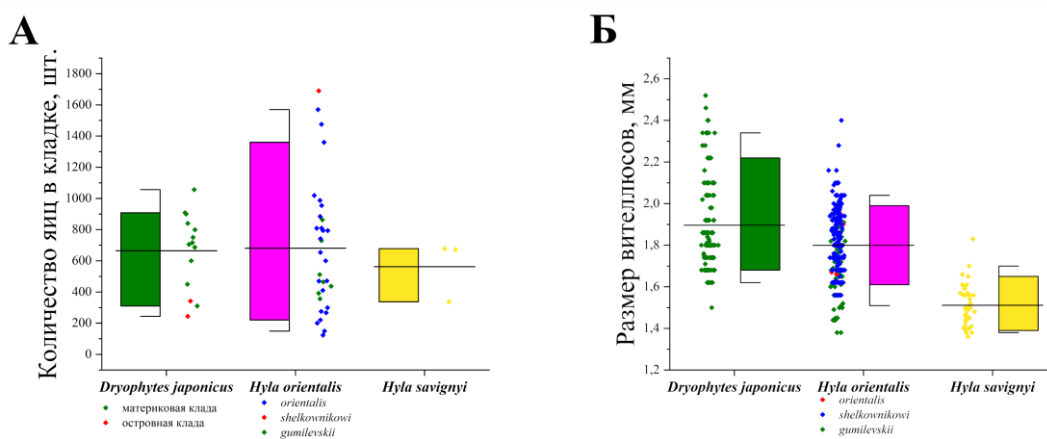 А
Количество яиц в кладке, шт.
1800
1600
1400
1200
1000
800
600
400
200
0
Dryophytes japonicus
Hyla orientalis
Hyla savignyi
материковая клада
островная клада
orientalis
shelkownikowi
gumilevskii
Б
Размер вителлюсов, мм
2,6
2,4
2,2
2,0
1,8
1,6
1,4
1,2
Dryophytes japonicus
Hyla orientalis
Hyla savignyi
orientalis
shelkownikowi
gumilevskii